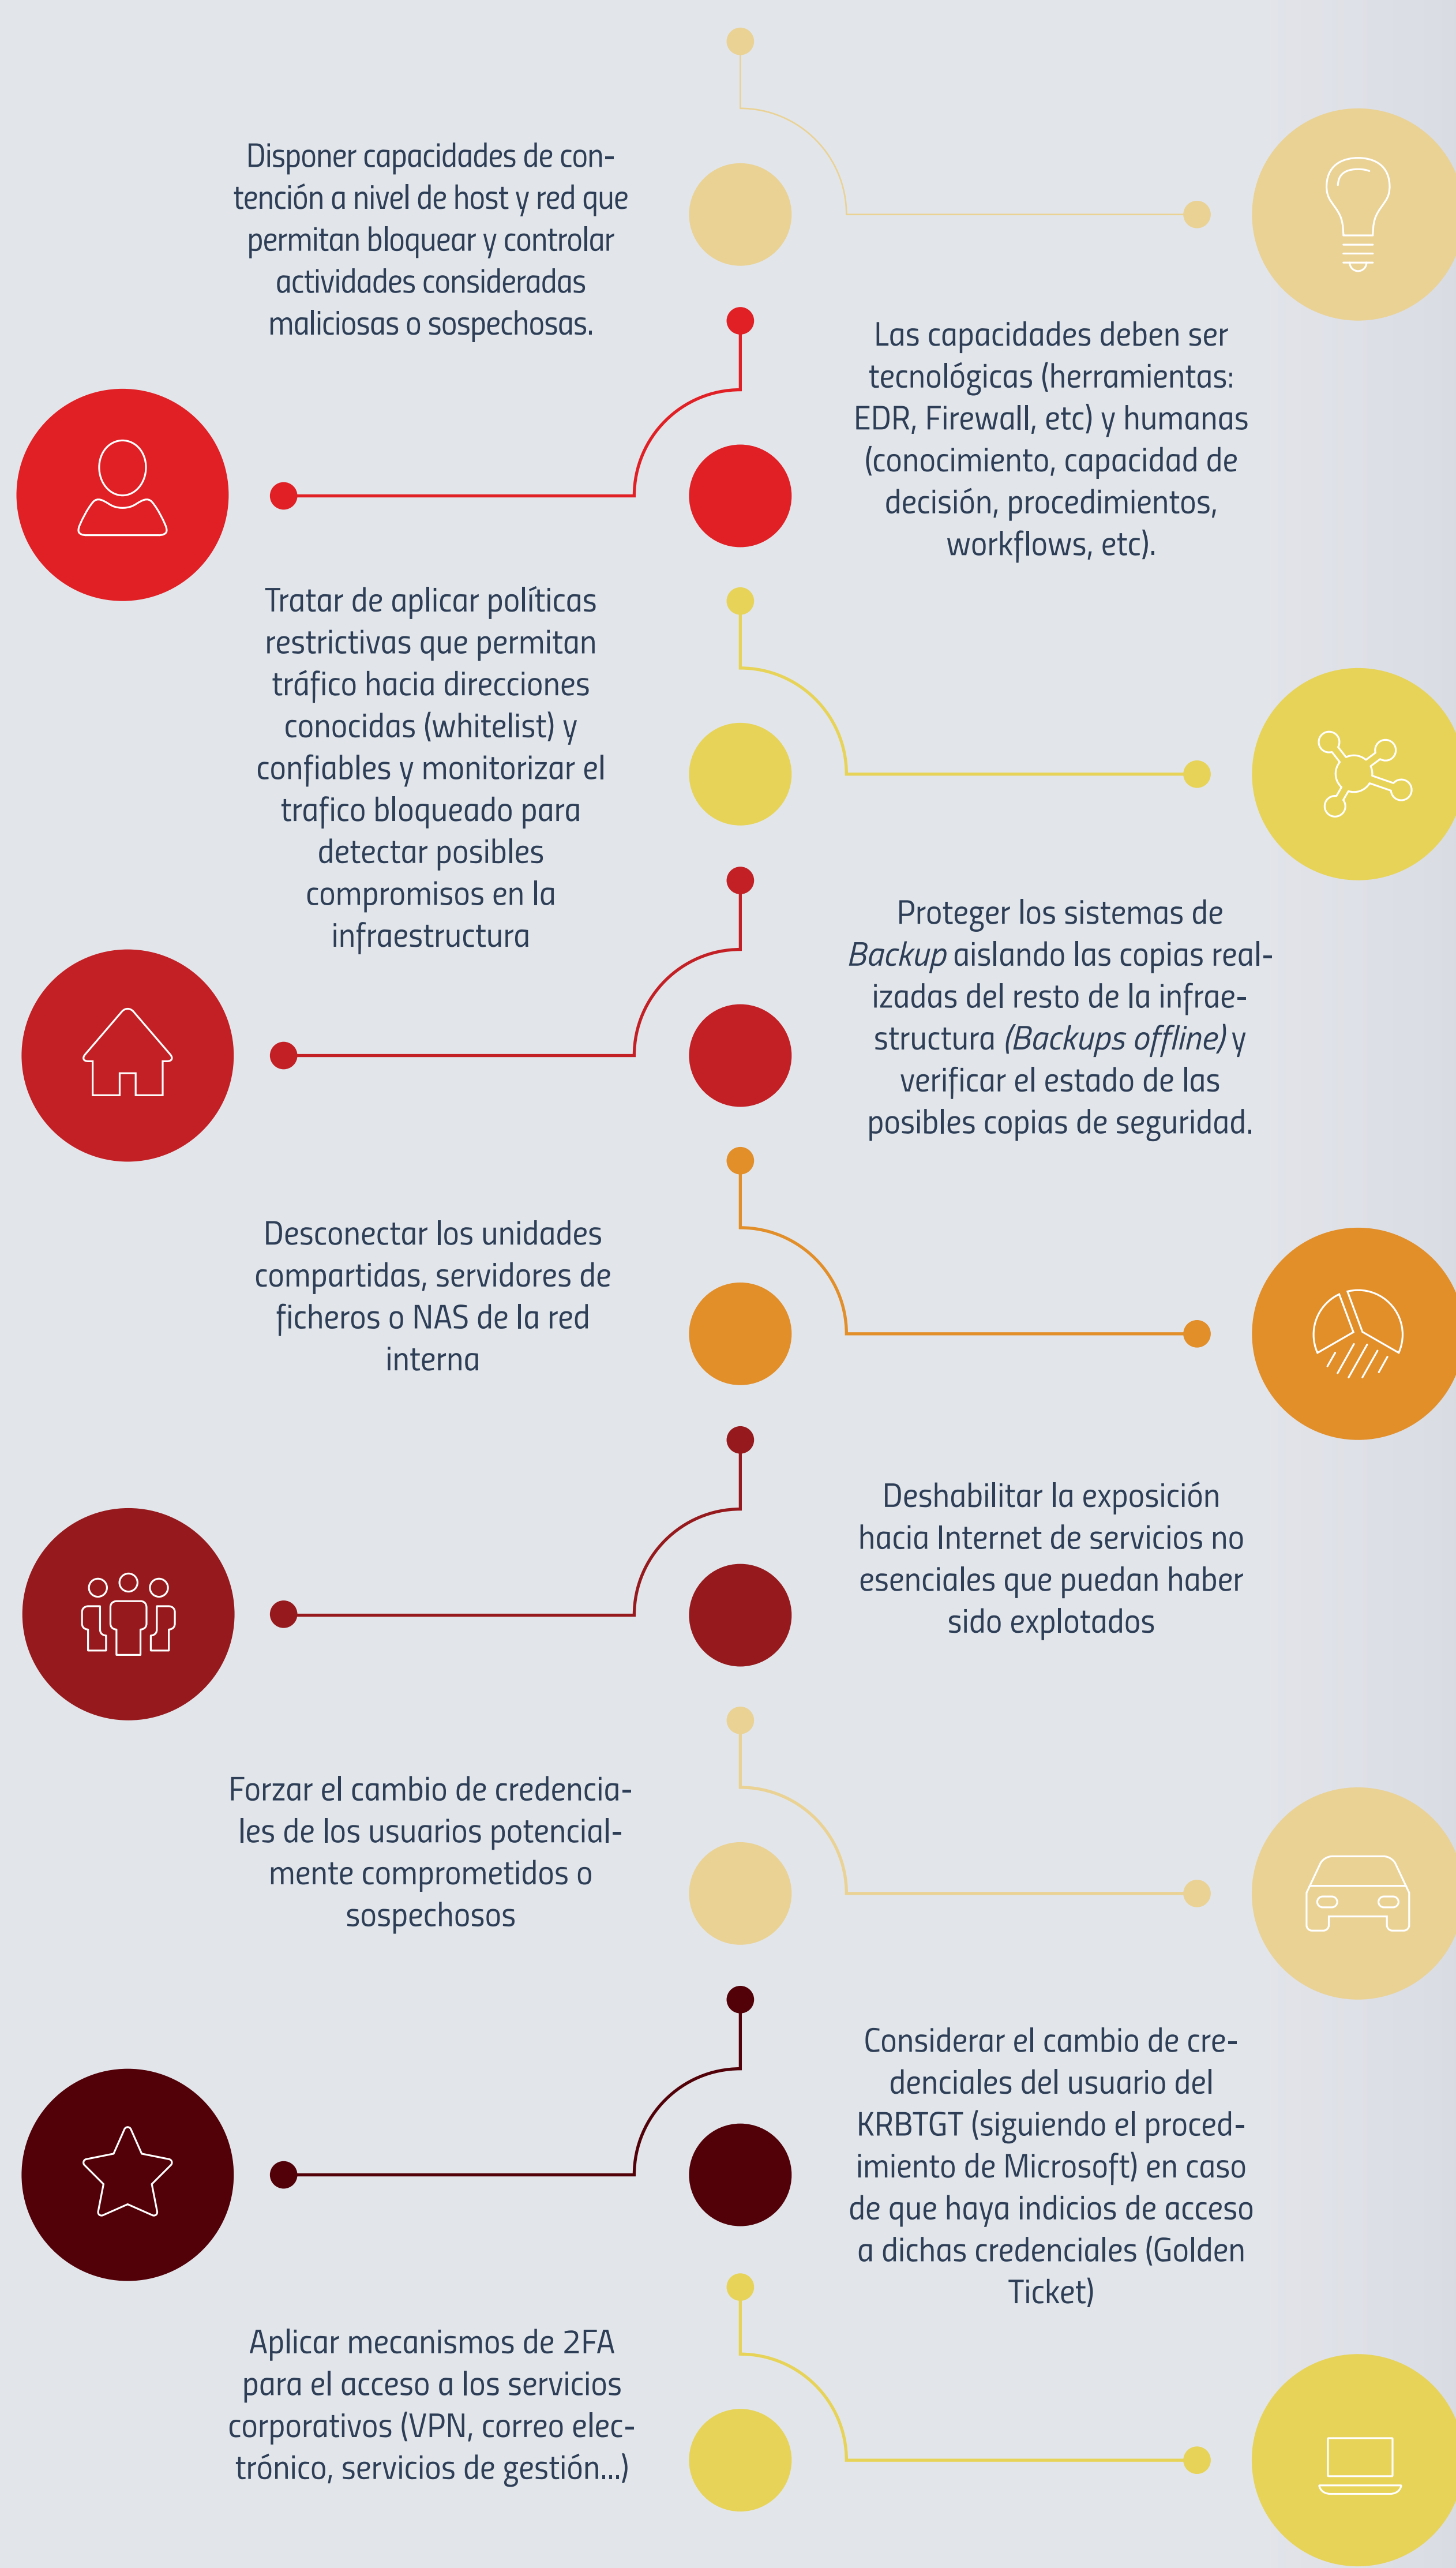 Disponer capacidades de con-
tención a nivel de host y red que
permitan bloquear y controlar
actividades consideradas
maliciosas o sospechosas.
Las capacidades deben ser
tecnológicas (herramientas:
EDR, Firewall, etc) y humanas
(conocimiento, capacidad de
decisión, procedimientos,
workflows, etc).
Tratar de aplicar políticas
restrictivas que permitan
tráfico hacia direcciones
conocidas (whitelist) y
confiables y monitorizar el
trafico bloqueado para
detectar posibles
compromisos en la
infraestructura
Proteger los sistemas de
Backup aislando las copias real-
izadas del resto de la infrae-
structura (Backups offline) y
verificar el estado de las
posibles copias de seguridad.
Desconectar los unidades
compartidas, servidores de
ficheros o NAS de la red
interna
Deshabilitar la exposición
hacia Internet de servicios no
esenciales que puedan haber
sido explotados
Forzar el cambio de credencia-
les de los usuarios potencial-
mente comprometidos o
sospechosos
Considerar el cambio de cre-
denciales del usuario del
KRBTGT (siguiendo el proced-
imiento de Microsoft) en caso
de que haya indicios de acceso
a dichas credenciales (Golden
Ticket)
Aplicar mecanismos de 2FA
para el acceso a los servicios
corporativos (VPN, correo elec-
trónico, servicios de gestión...)